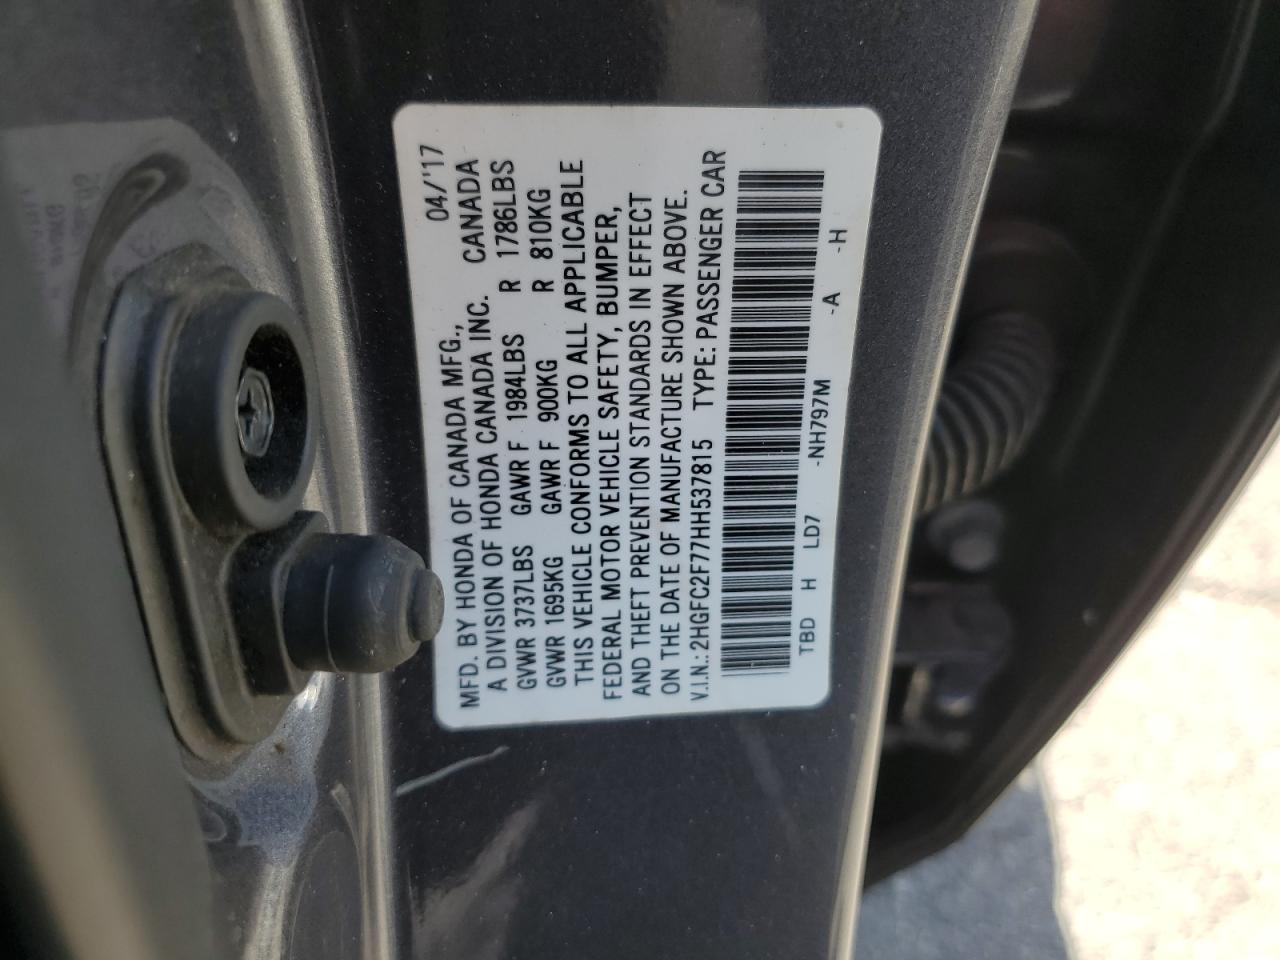 MFD. BY HONDA OF CANADA MFG., 04/'17
A DIVISION OF HONDA CANADA INC. CANADA
GVWR 3737LBS GAWR F 1984LBS R 1786LBS
GVWR 1695KG GAWR F 900KG R 810KG
THIS VEHICLE CONFORMS TO ALL APPLICABLE
FEDERAL MOTOR VEHICLE SAFETY, BUMPER,
AND THEFT PREVENTION STANDARDS IN EFFECT
ON THE DATE OF MANUFACTURE SHOWN ABOVE.
V.I.N.: 2HGFC2F77HH537815 TYPE: PASSENGER CAR
TBD H LD7 -NH797M -A -H